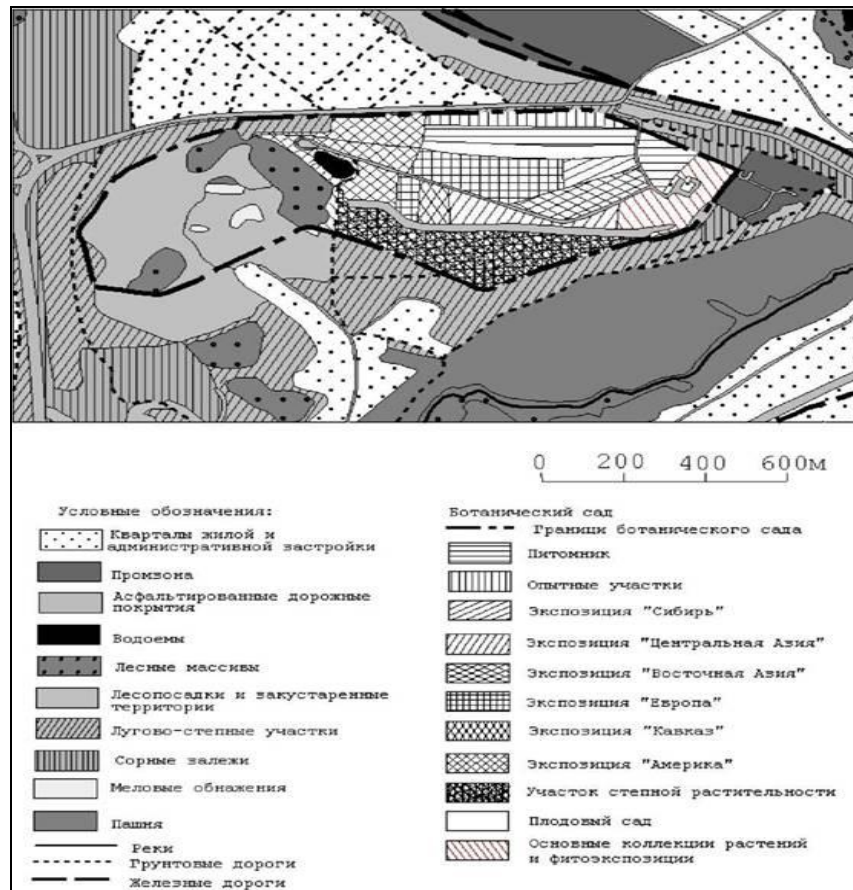 0 200 400 600м
Условные обозначения:
Кварталы жилой и
административной застройки
Промзона
Асфальтированные дорожные
покрытия
Водоемы
Лесные массивы
Лесопосадки и закустаренные
территории
Лугово-степные участки
Сорные залежи
Меловые обнажения
Пашня
Реки
Грунтовые дороги
Железные дороги
Ботанический сад
Граници ботанического сада
Питомник
Опытные участки
Экспозиция "Сибирь"
Экспозиция "Центральная Азия"
Экспозиция "Восточная Азия"
Экспозиция "Европа"
Экспозиция "Кавказ"
Экспозиция "Америка"
Участок степной растительности
Плодовый сад
Основные коллекции растений
и фитоэкспозиции